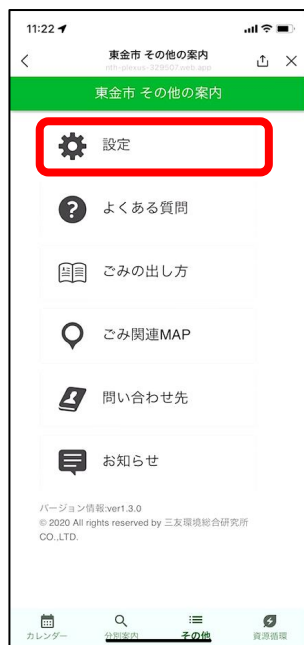 11:22
東金市 その他の案内
東金市 その他の案内
設定
よくある質問
ごみの出し方
ごみ関連MAP
問い合わせ先
お知らせ
バージョン情報:ver1.3.0
© 2020 All rights reserved by 三友環境総合研究所
CO.,LTD.
カレンダー 分別案内 その他 資源循環